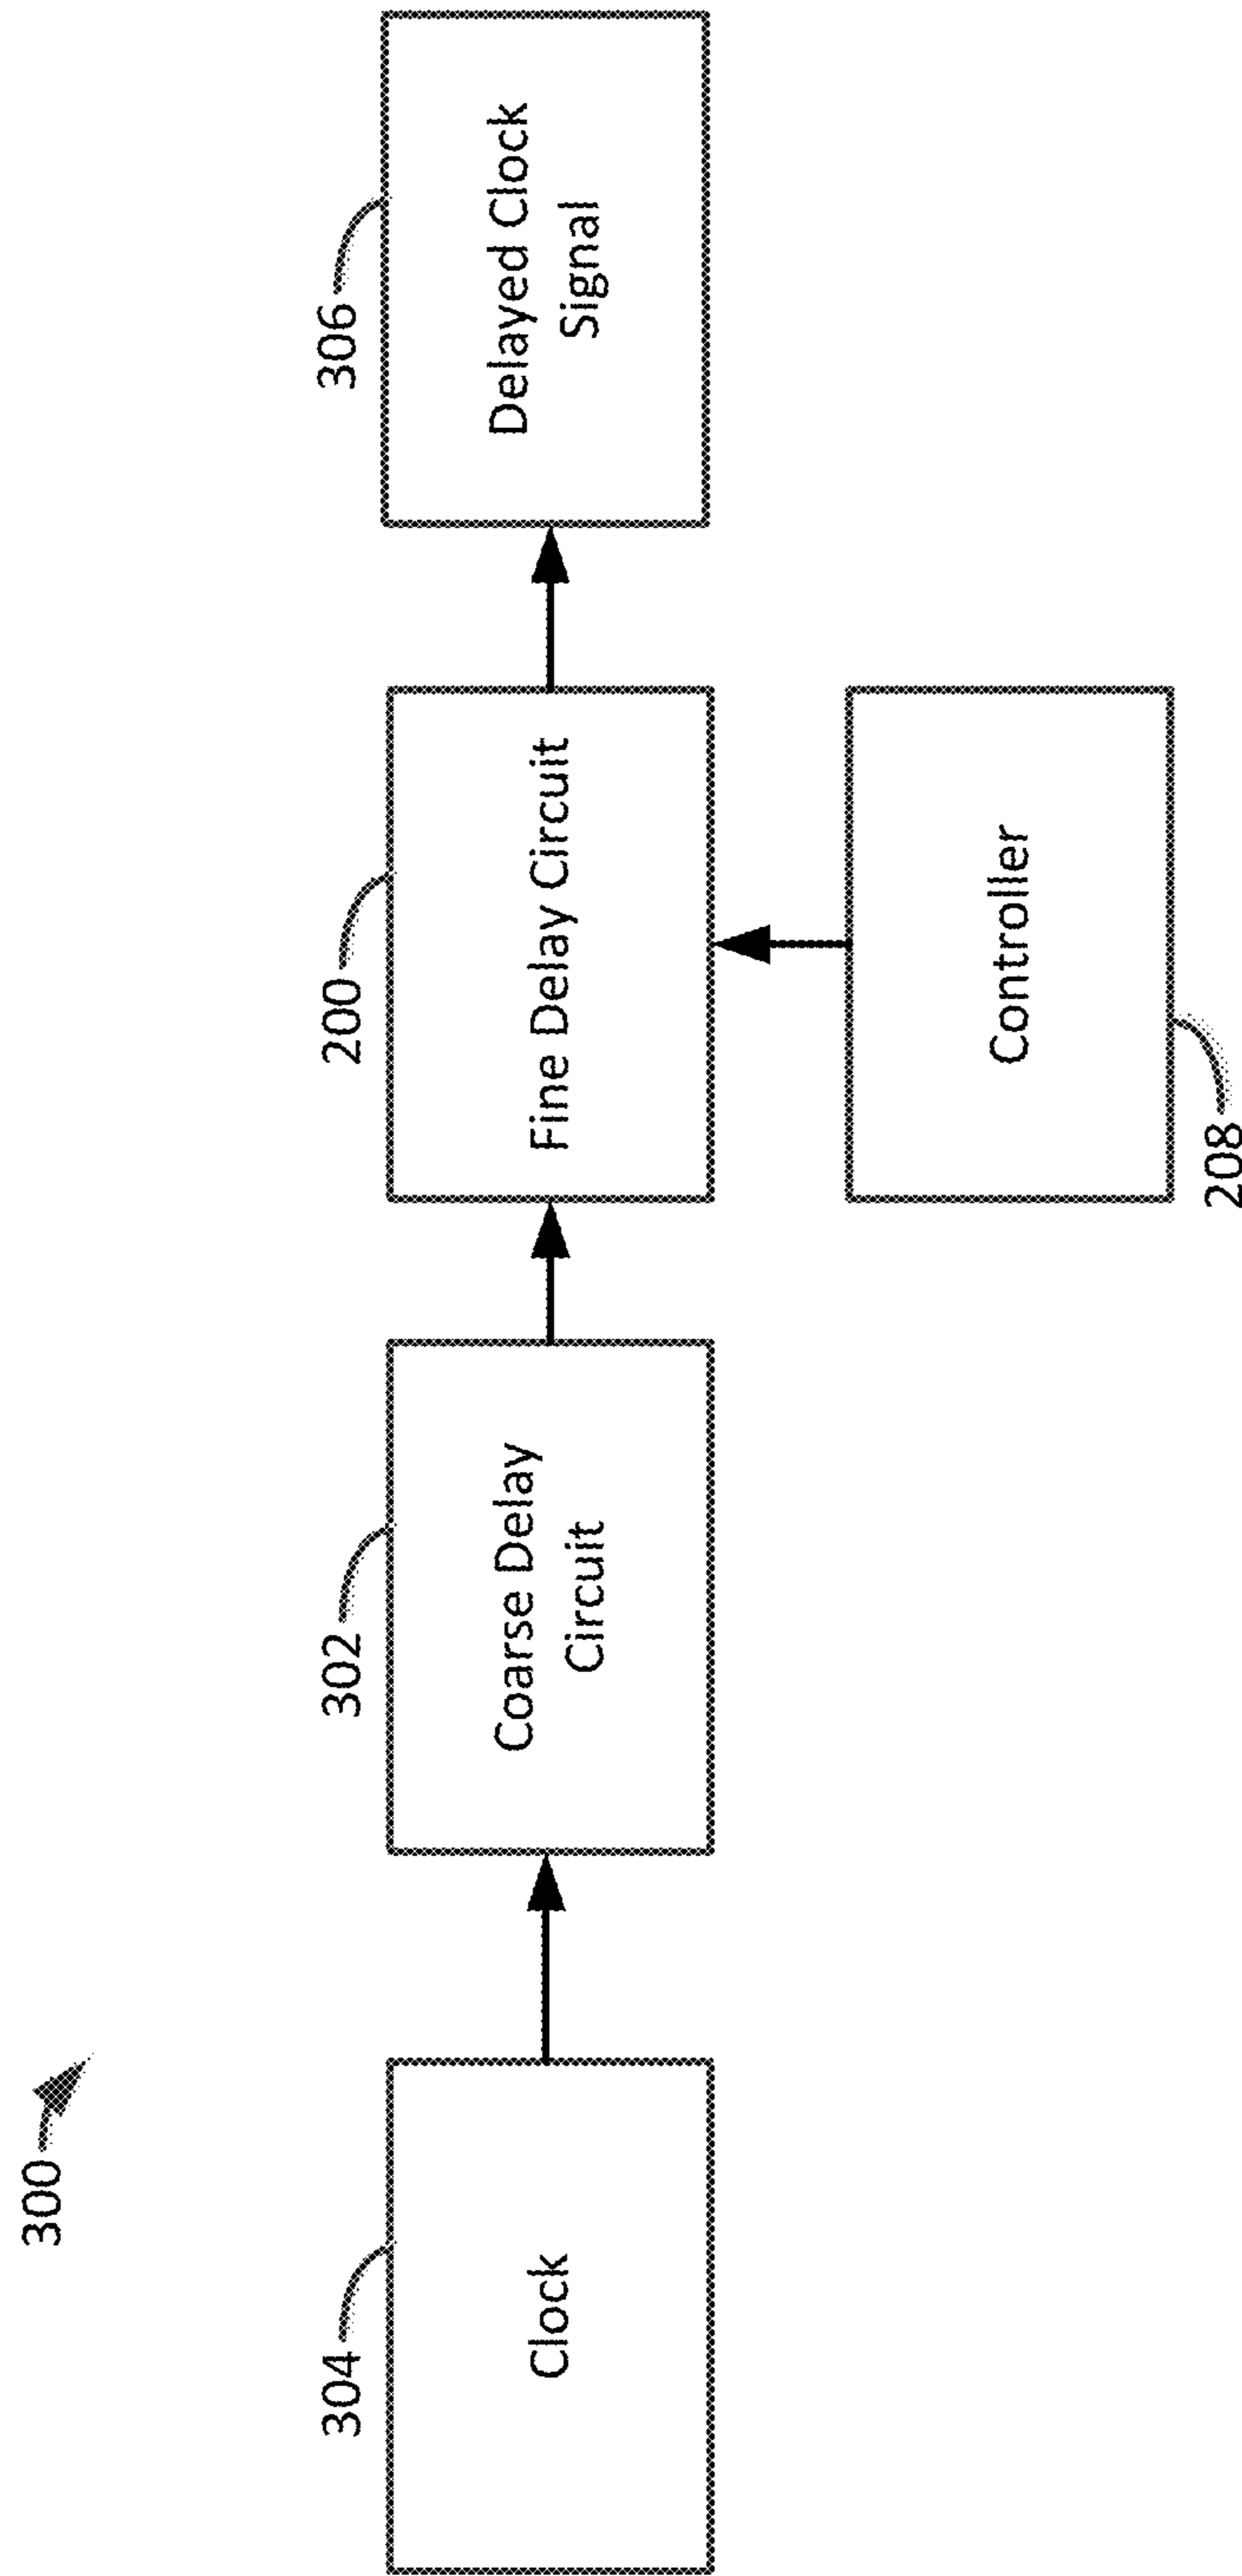 300
304
Clock
302
Coarse Delay
Circuit
200
Fine Delay Circuit
306
Delayed Clock
Signal
Controller
208